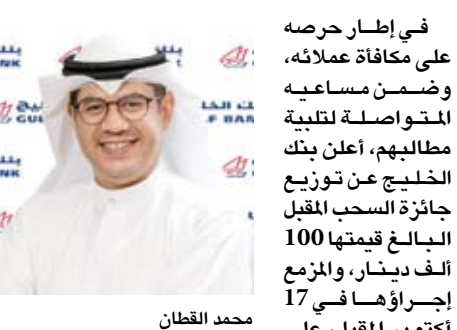 في إطار حرصه
على مكافأة عملائه،
وضمن مساعيه
المتواصلة لتلبية
مطالبهم، أعلن بنك
الخليج عن توزيع
جائزة السحب المقبل
البالغ قيمتها 100
ألف دينار، والمزمع
إجراؤها في 17
محمد القطان